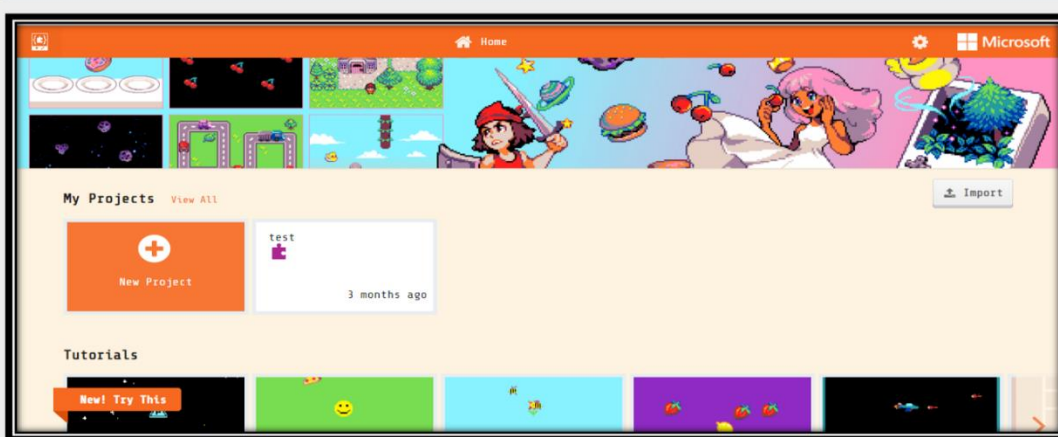 Home
Microsoft
My Projects View All
Import
New Project
test
3 months ago
Tutorials
New! Try This